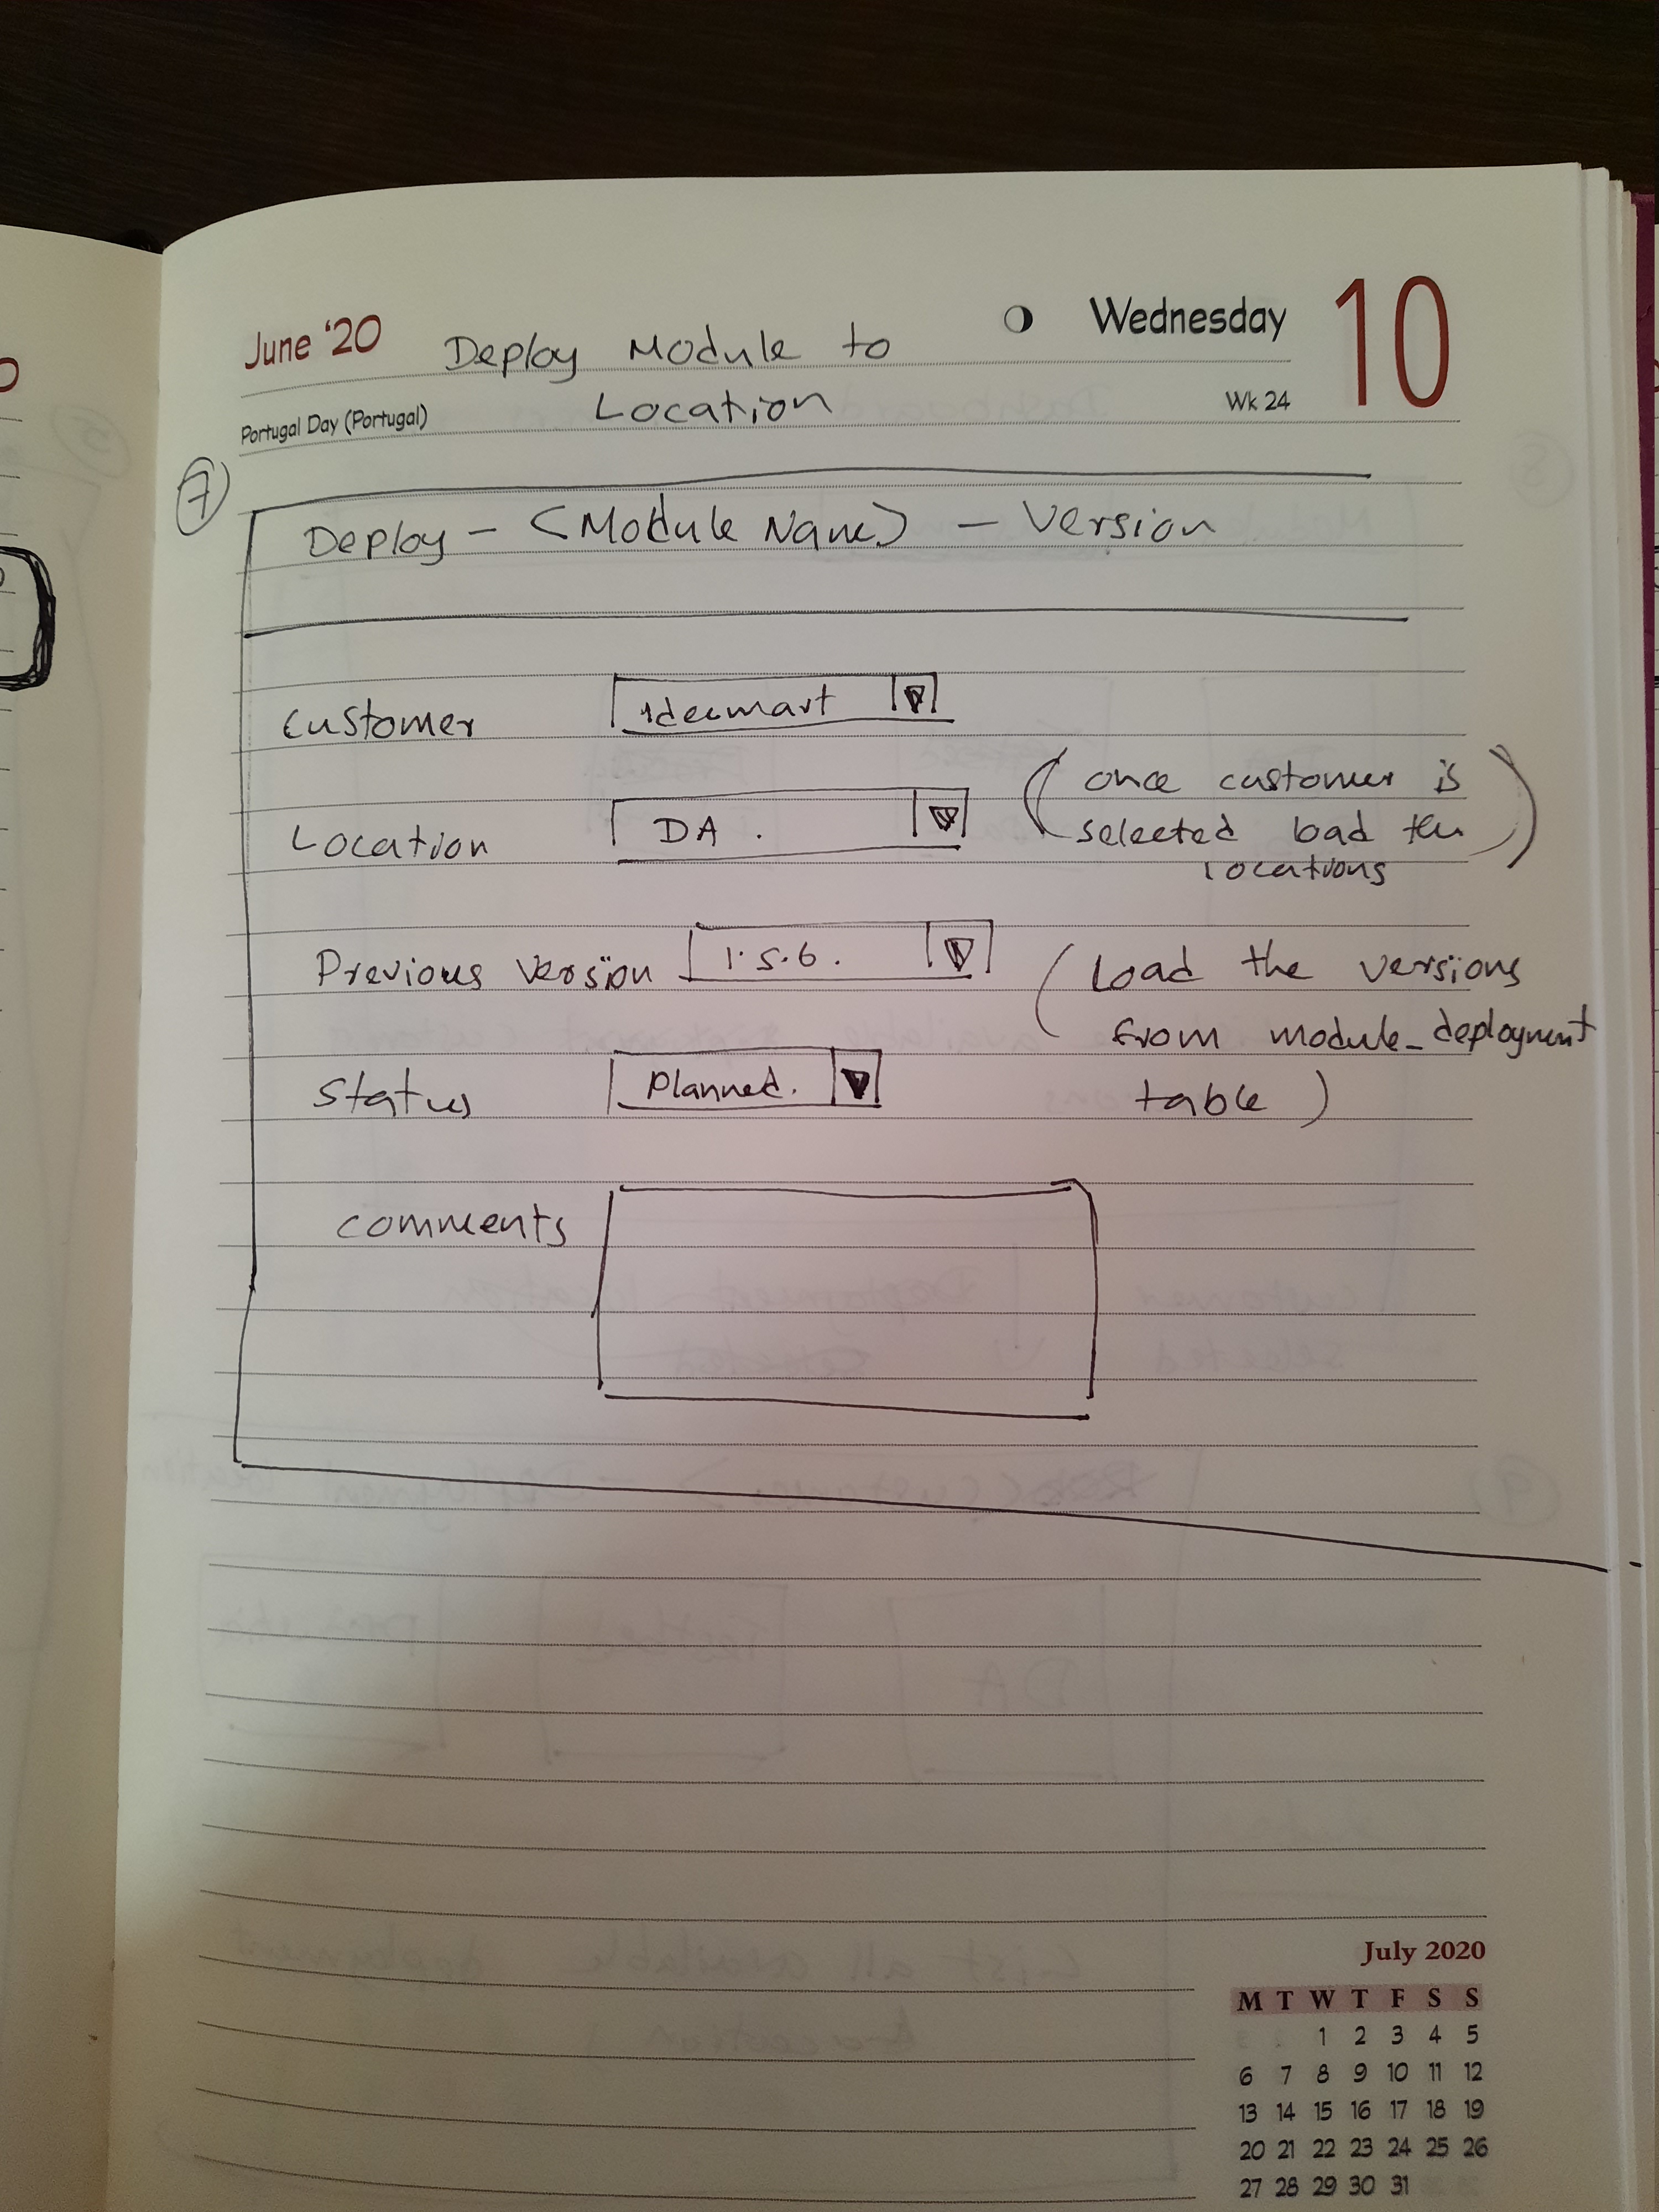 June '20
Deploy Module to
Wednesday
10
Portugal Day (Portugal)
Location
Wk 24
7
Deploy - <Module Name> - Version
Customer
Ideamart
Location
DA .
(once customer is
selected load the
locations)
Previous Version
1.5.6.
(Load the versions
from module_deployment
table)
Status
Planned.
comments
July 2020
M T W T F S S
1 2 3 4 5
6 7 8 9 10 11 12
13 14 15 16 17 18 19
20 21 22 23 24 25 26
27 28 29 30 31